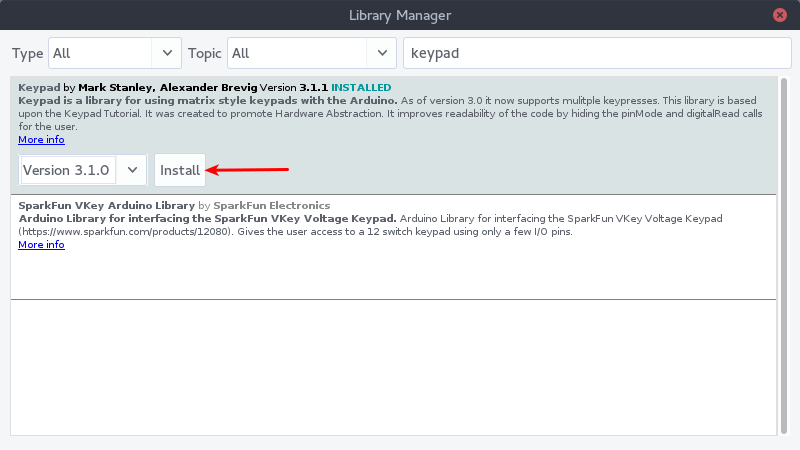 Library Manager
Type All Topic All keypad
Keypad by Mark Stanley, Alexander Brevig Version 3.1.1 INSTALLED
Keypad is a library for using matrix style keypads with the Arduino. As of version 3.0 it now supports mulitple keypresses. This library is based
upon the Keypad Tutorial. It was created to promote Hardware Abstraction. It improves readability of the code by hiding the pinMode and digitalRead calls
for the user.
More info
Version 3.1.0 Install
SparkFun VKey Arduino Library by SparkFun Electronics
Arduino Library for interfacing the SparkFun VKey Voltage Keypad. Arduino Library for interfacing the SparkFun VKey Voltage Keypad
(https://www.sparkfun.com/products/12080). Gives the user access to a 12 switch keypad using only a few I/O pins.
More info